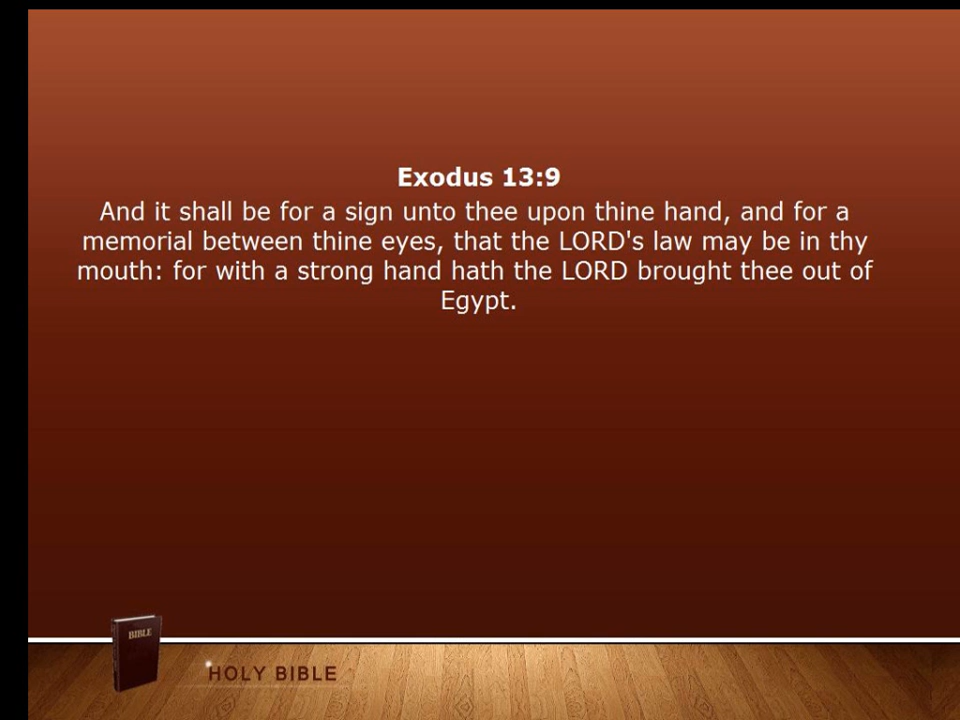 Exodus 13:9
And it shall be for a sign unto thee upon thine hand, and for a
memorial between thine eyes, that the LORD's law may be in thy
mouth: for with a strong hand hath the LORD brought thee out of
Egypt.
BIBLE
HOLY BIBLE